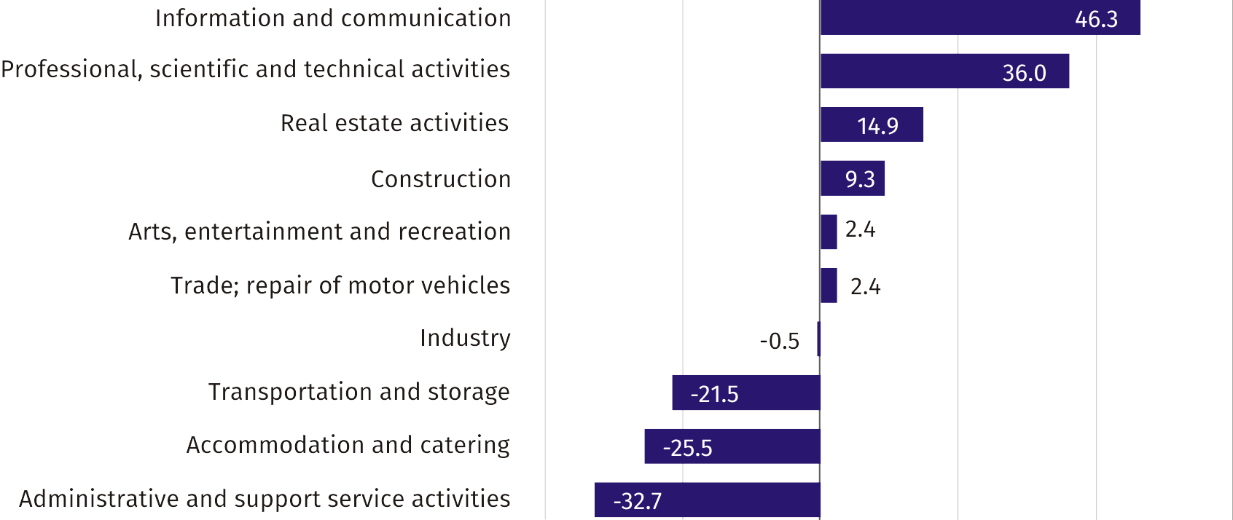 Information and communication 46.3
Professional, scientific and technical activities 36.0
Real estate activities 14.9
Construction 9.3
Arts, entertainment and recreation 2.4
Trade; repair of motor vehicles 2.4
Industry -0.5
Transportation and storage -21.5
Accommodation and catering -25.5
Administrative and support service activities -32.7